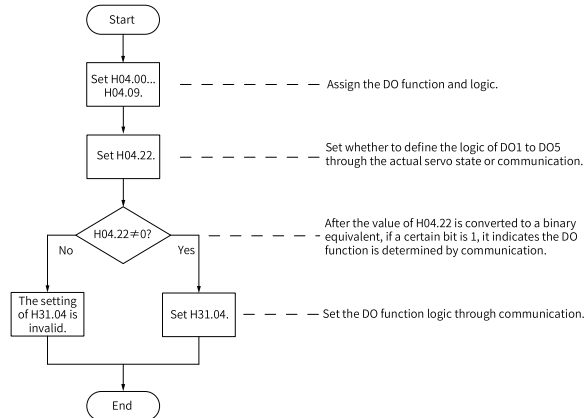 Start
Set H04.00...
H04.09.
Assign the DO function and logic.
Set H04.22.
Set whether to define the logic of DO1 to DO5
through the actual servo state or communication.
H04.22≠0?
After the value of H04.22 is converted to a binary
equivalent, if a certain bit is 1, it indicates the DO
function is determined by communication.
No
Yes
The setting
of H31.04 is
invalid.
Set H31.04.
Set the DO function logic through communication.
End